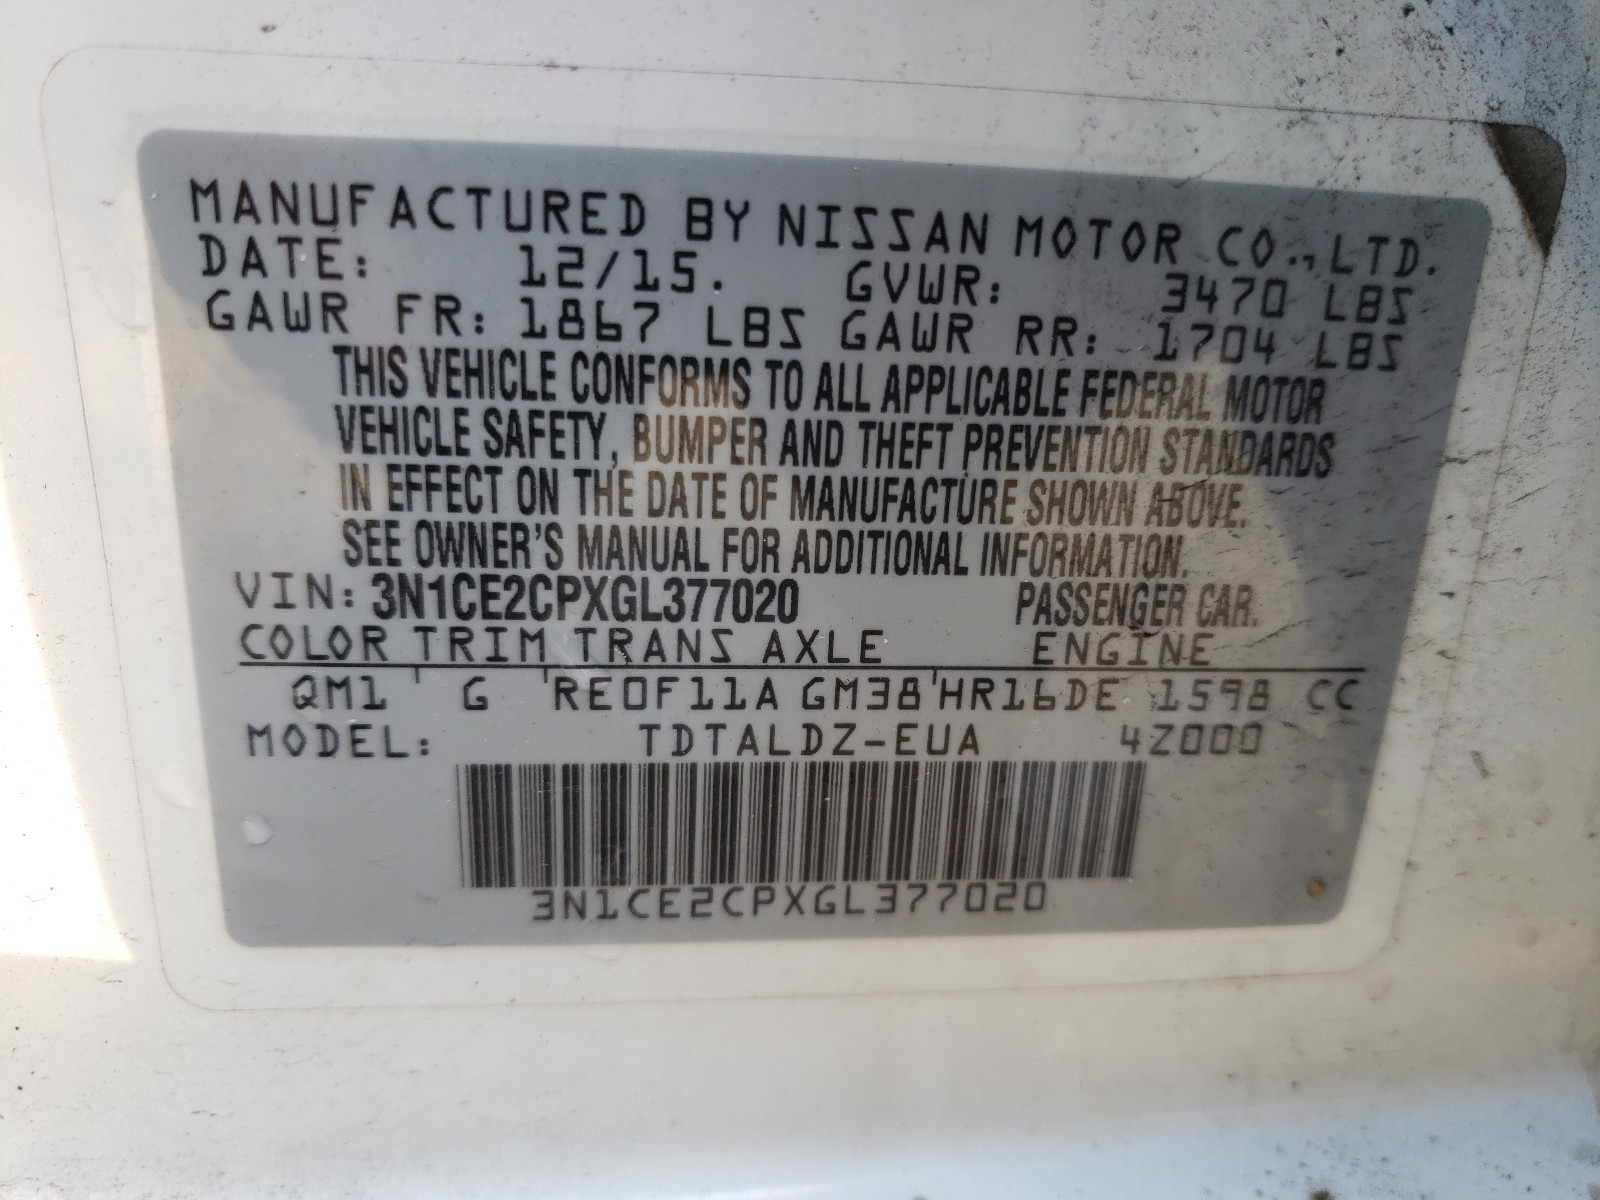 MANUFACTURED BY NISSAN MOTOR CO., LTD.
DATE: 12/15. GVWR: 3470 LBS
GAWR FR: 1867 LBS GAWR RR: 1704 LBS
THIS VEHICLE CONFORMS TO ALL APPLICABLE FEDERAL MOTOR
VEHICLE SAFETY, BUMPER AND THEFT PREVENTION STANDARDS
IN EFFECT ON THE DATE OF MANUFACTURE SHOWN ABOVE.
SEE OWNER'S MANUAL FOR ADDITIONAL INFORMATION.
VIN: 3N1CE2CPXGL377020 PASSENGER CAR.
COLOR TRIM TRANS AXLE ENGINE
QM1 G RE0F11A GM38 HR16DE 1598 CC
MODEL: TDTALDZ-EUA 4Z000
3N1CE2CPXGL377020